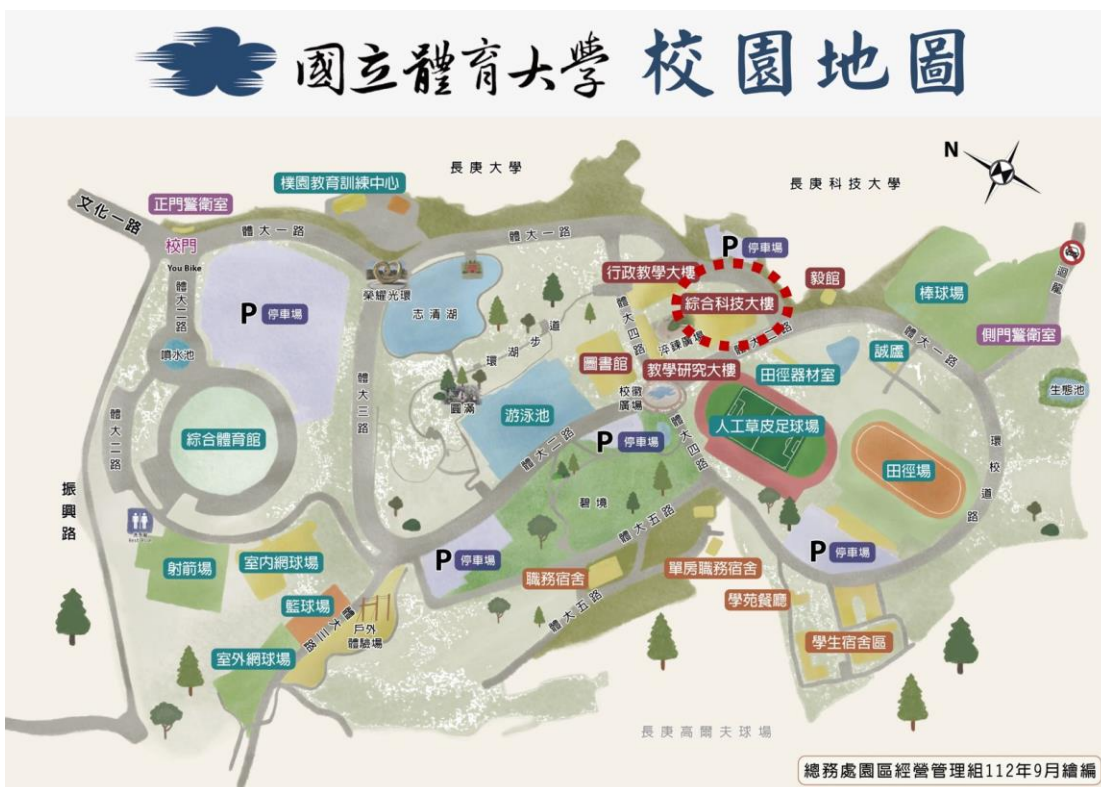 國立體育大學 校園地圖
長庚大學
長庚科技大學
N
樸園教育訓練中心
正門警衛室
文化一路
校門
You Bike
體大一路
體大一路
P 停車場
行政教學大樓
綜合科技大樓
毅館
棒球場
迴龍
側門警衛室
榮耀光環
志清湖
體大二路
P 停車場
噴水池
環湖步道
體大四路
淬鍊廣場
體大二路
體大一路
圖書館
教學研究大樓
田徑器材室
誠廬
生態池
體大三路
圓滿
校徽
廣場
游泳池
人工草皮足球場
綜合體育館
體大二路
體大二路
P 停車場
體大四路
田徑場
環校道路
振興路
碧境
體大五路
射箭場
室內網球場
P 停車場
P 停車場
職務宿舍
單房職務宿舍
學苑餐廳
籃球場
體大三路
戶外
體驗場
體大五路
室外網球場
學生宿舍區
長庚高爾夫球場
總務處園區經營管理組112年9月繪編